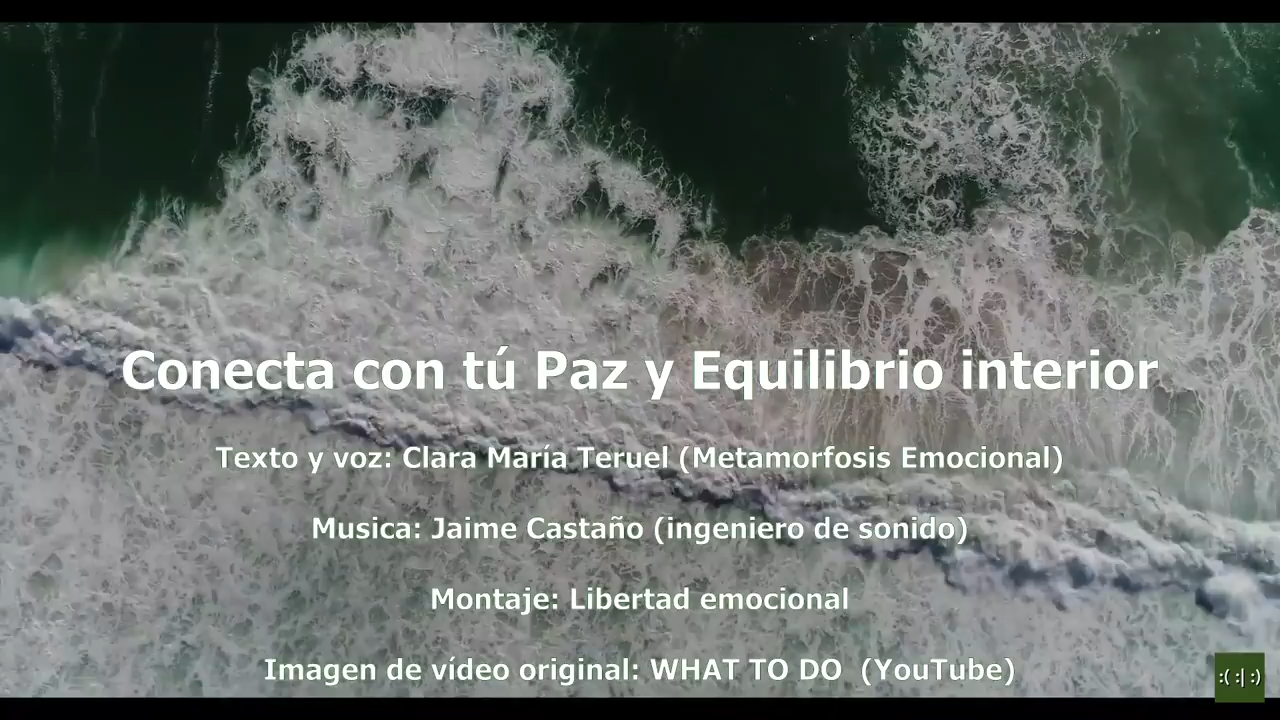 Conecta con tú Paz y Equilibrio interior
Texto y voz: Clara María Teruel (Metamorfosis Emocional)
Musica: Jaime Castaño (ingeniero de sonido)
Montaje: Libertad emocional
Imagen de vídeo original: WHAT TO DO (YouTube)
:( :| :)